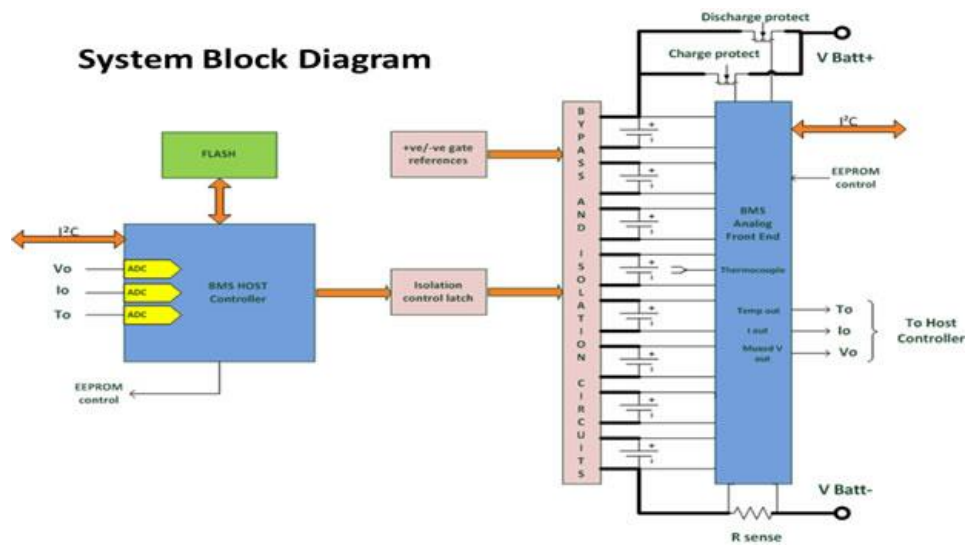 System Block Diagram
Discharge protect
Charge protect
V Batt+
FLASH
+ve/-ve gate
references
I²C
I²C
Vo
Io
To
ADC
ADC
ADC
BMS HOST
Controller
Isolation
control latch
EEPROM
control
BYPASS AND ISOLATION CIRCUITS
+
-
+
-
+
-
+
-
+
-
+
-
+
-
+
-
BMS
Analog
Front End
EEPROM
control
Thermocouple
Temp out
I out
Muxed V
out
To
Io
Vo
To Host
Controller
V Batt-
R sense